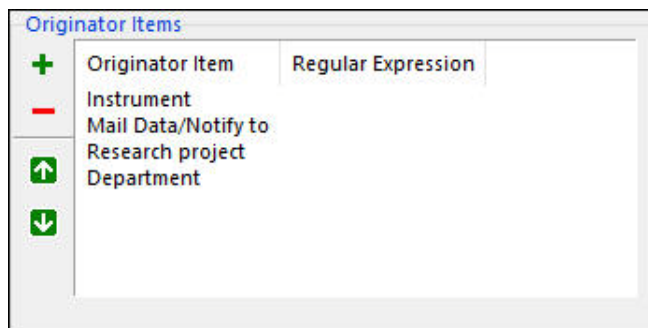 Originator Items
Originator Item Regular Expression
Instrument
Mail Data/Notify to
Research project
Department